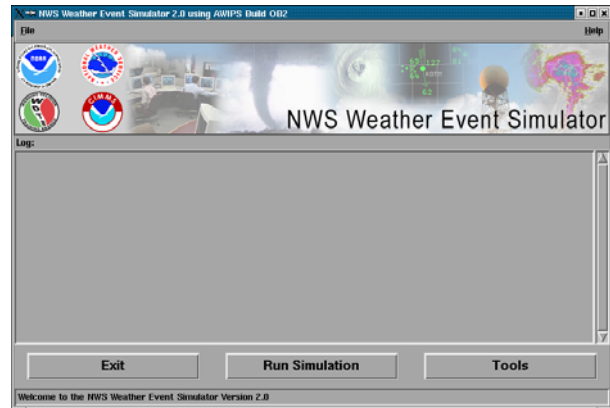 NWS Weather Event Simulator 2.0 using AWIPS Build OB2
File Help
NWS Weather Event Simulator
Log:
Exit Run Simulation Tools
Welcome to the NWS Weather Event Simulator Version 2.0